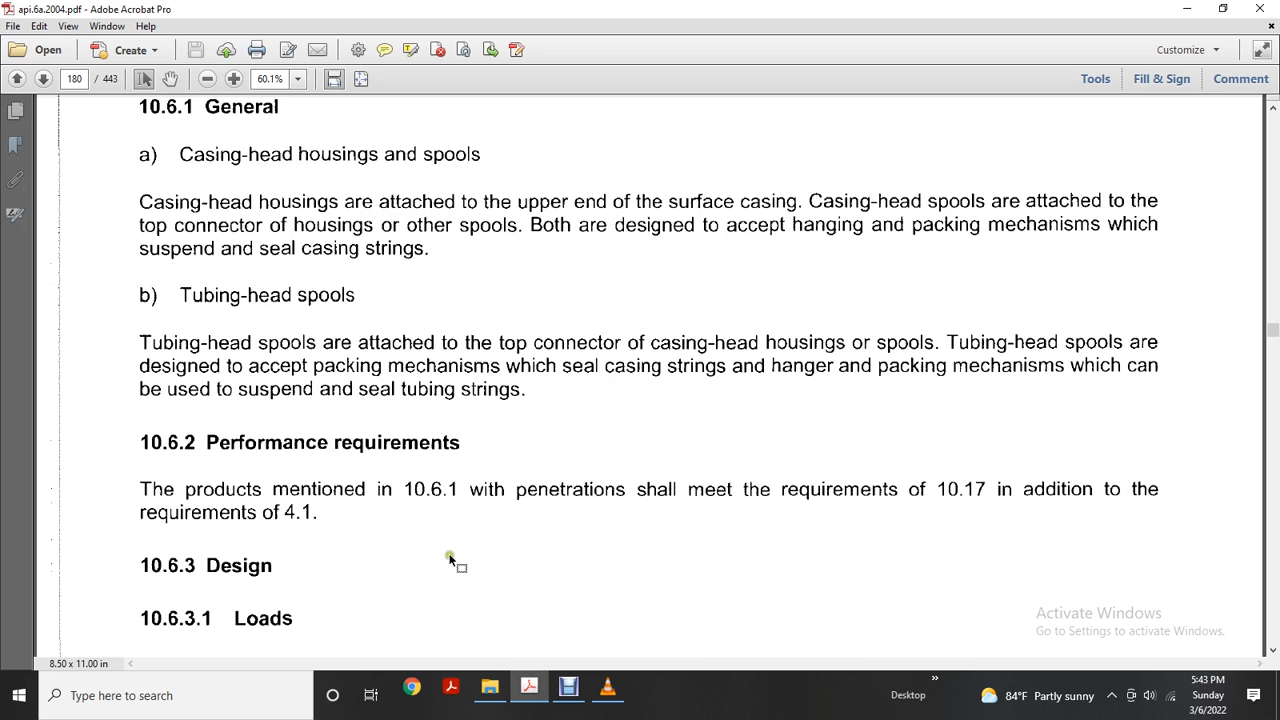 api.6a.2004.pdf - Adobe Acrobat Pro
File Edit View Window Help
Open Create Customize
180 / 443 60.1% Tools Fill & Sign Comment
10.6.1 General
a) Casing-head housings and spools
Casing-head housings are attached to the upper end of the surface casing. Casing-head spools are attached to the
top connector of housings or other spools. Both are designed to accept hanging and packing mechanisms which
suspend and seal casing strings.
b) Tubing-head spools
Tubing-head spools are attached to the top connector of casing-head housings or spools. Tubing-head spools are
designed to accept packing mechanisms which seal casing strings and hanger and packing mechanisms which can
be used to suspend and seal tubing strings.
10.6.2 Performance requirements
The products mentioned in 10.6.1 with penetrations shall meet the requirements of 10.17 in addition to the
requirements of 4.1.
10.6.3 Design
10.6.3.1 Loads
Activate Windows
Go to Settings to activate Windows.
8.50 x 11.00 in
Type here to search
Desktop
84°F Partly sunny
5:43 PM
Sunday
3/6/2022